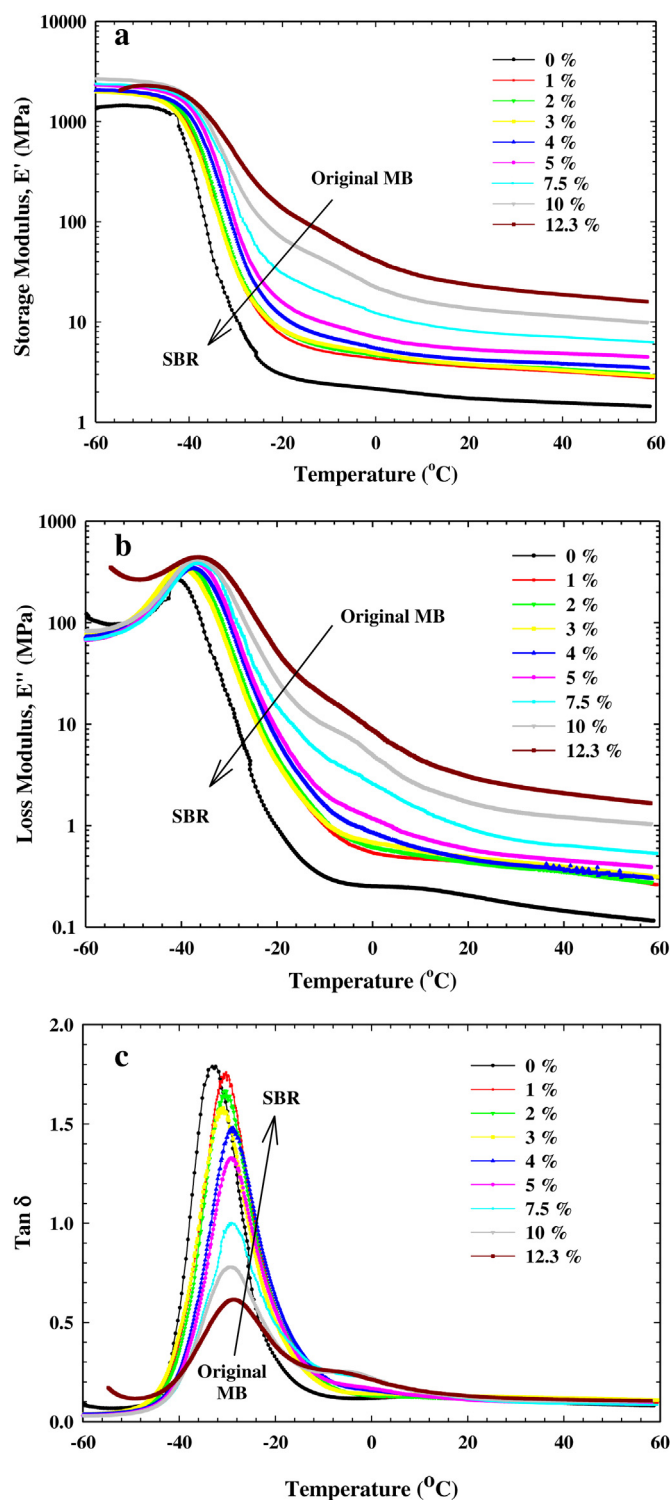 a
10000
1000
100
10
1
Storage Modulus, E' (MPa)
0 %
1 %
2 %
3 %
4 %
5 %
7.5 %
10 %
12.3 %
Original MB
SBR
-60 -40 -20 0 20 40 60
Temperature (°C)
b
1000
100
10
1
0.1
Loss Modulus, E'' (MPa)
0 %
1 %
2 %
3 %
4 %
5 %
7.5 %
10 %
12.3 %
Original MB
SBR
-60 -40 -20 0 20 40 60
Temperature (°C)
c
2.0
1.5
1.0
0.5
0.0
Tan δ
0 %
1 %
2 %
3 %
4 %
5 %
7.5 %
10 %
12.3 %
SBR
Original
MB
-60 -40 -20 0 20 40 60
Temperature (°C)